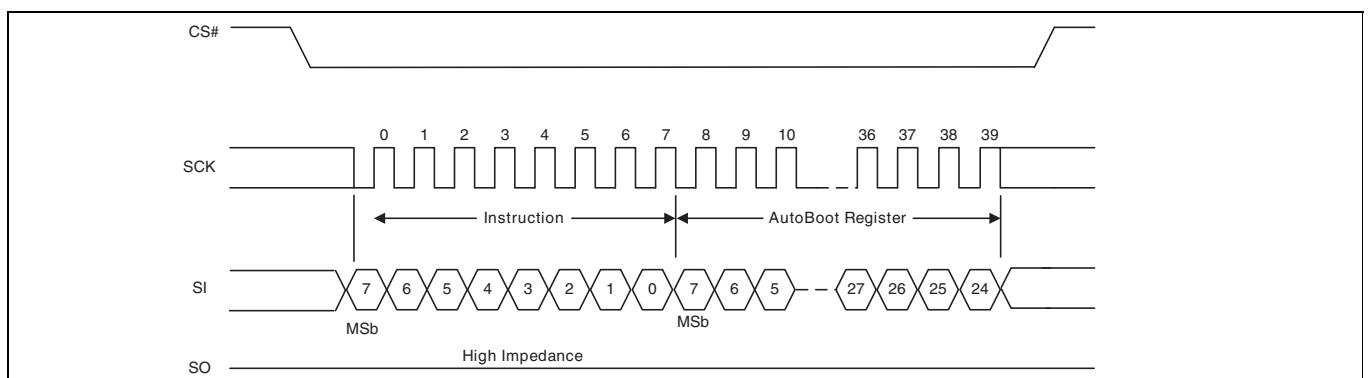 CS#
0 1 2 3 4 5 6 7 8 9 10 36 37 38 39
SCK
Instruction AutoBoot Register
SI 7 6 5 4 3 2 1 0 7 6 5 27 26 25 24
MSb MSb
High Impedance
SO